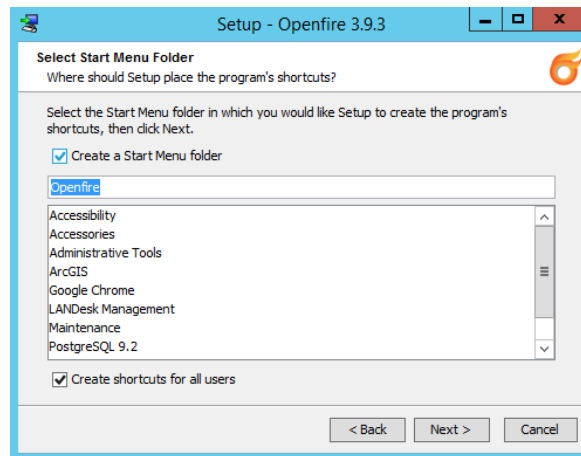 Setup - Openfire 3.9.3
Select Start Menu Folder
Where should Setup place the program's shortcuts?
Select the Start Menu folder in which you would like Setup to create the program's
shortcuts, then click Next.
Create a Start Menu folder
Openfire
Accessibility
Accessories
Administrative Tools
ArcGIS
Google Chrome
LANDesk Management
Maintenance
PostgreSQL 9.2
Create shortcuts for all users
< Back
Next >
Cancel